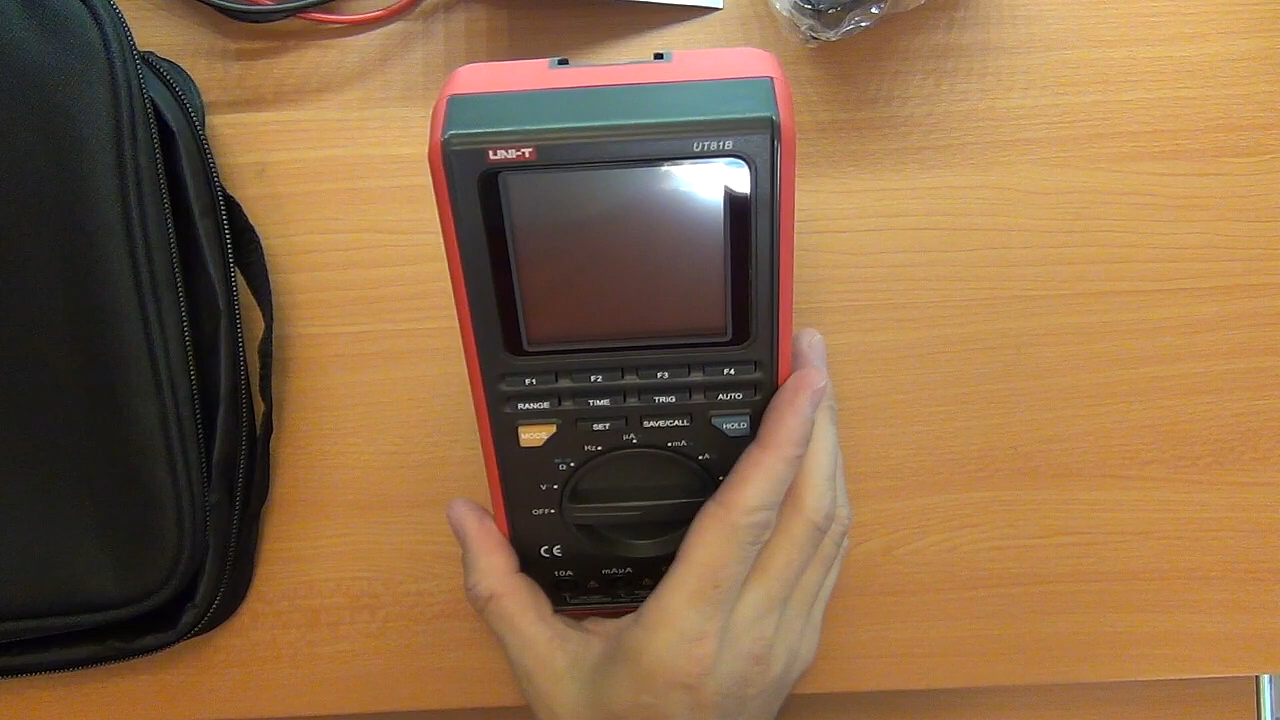 UNI-T UT81B
F1 F2 F3 F4
RANGE TIME TRIG AUTO
MODE SET SAVE/CALL HOLD
Hz µA mA A
Ω
V
OFF
CE
10A mAµA